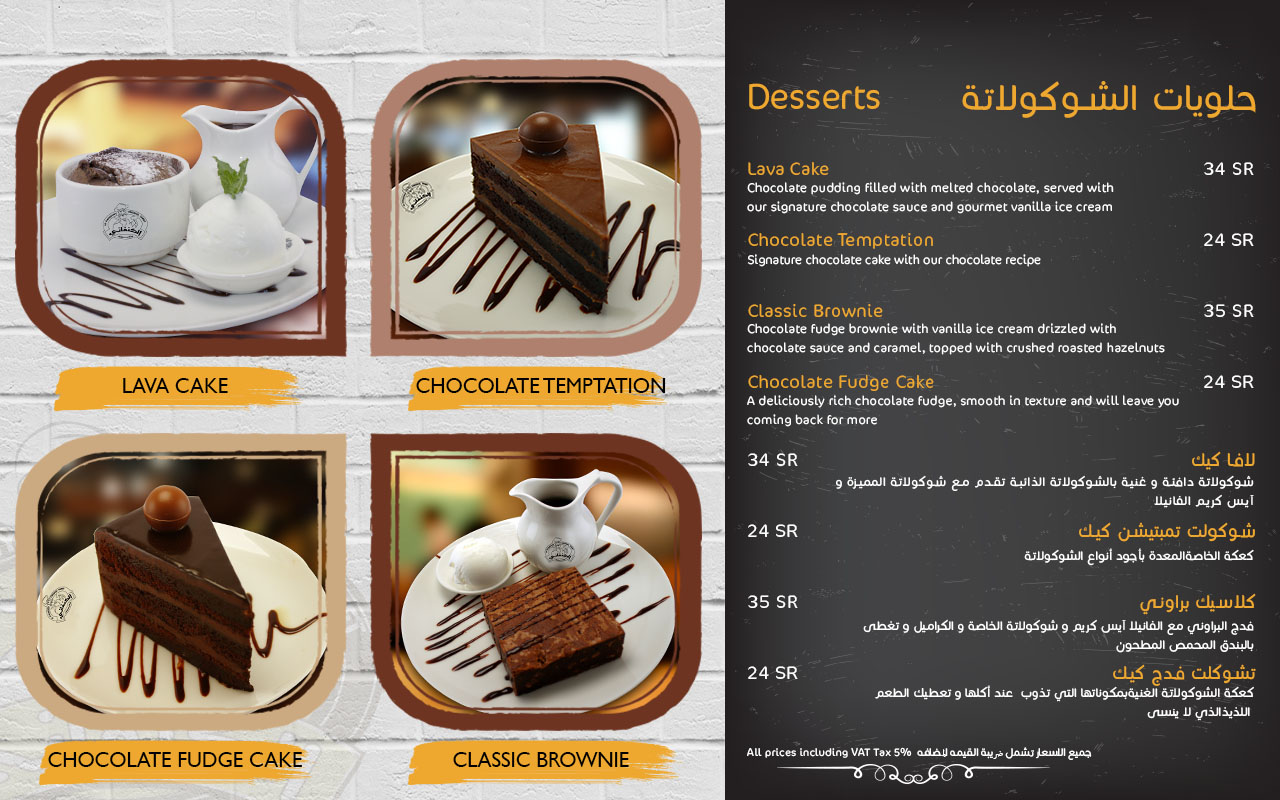 LAVA CAKE
CHOCOLATE TEMPTATION
CHOCOLATE FUDGE CAKE
CLASSIC BROWNIE
Desserts حلويات الشوكولاتة
Lava Cake 34 SR
Chocolate pudding filled with melted chocolate, served with
our signature chocolate sauce and gourmet vanilla ice cream
Chocolate Temptation 24 SR
Signature chocolate cake with our chocolate recipe
Classic Brownie 35 SR
Chocolate fudge brownie with vanilla ice cream drizzled with
chocolate sauce and caramel, topped with crushed roasted hazelnuts
Chocolate Fudge Cake 24 SR
A deliciously rich chocolate fudge, smooth in texture and will leave you
coming back for more
لافا كيك 34 SR
شوكولاتة دافئة و غنية بالشوكولاتة الذائبة تقدم مع شوكولاتة المميزة و
آيس كريم الفانيلا
شوكولت تمبتيشن كيك 24 SR
كعكة الخاصةالمعدة بأجود أنواع الشوكولاتة
كلاسيك براوني 35 SR
فدج البراوني مع الفانيلا آيس كريم و شوكولاتة الخاصة و الكراميل و تغطى
بالبندق المحمص المطحون
تشوكلت فدج كيك 24 SR
كعكة الشوكولاتة الغنيةبمكوناتها التي تذوب عند أكلها و تعطيك الطعم
اللذيذالذي لا ينسى
All prices including VAT Tax 5% جميع الاسعار تشمل ضريبة القيمه لاضافه